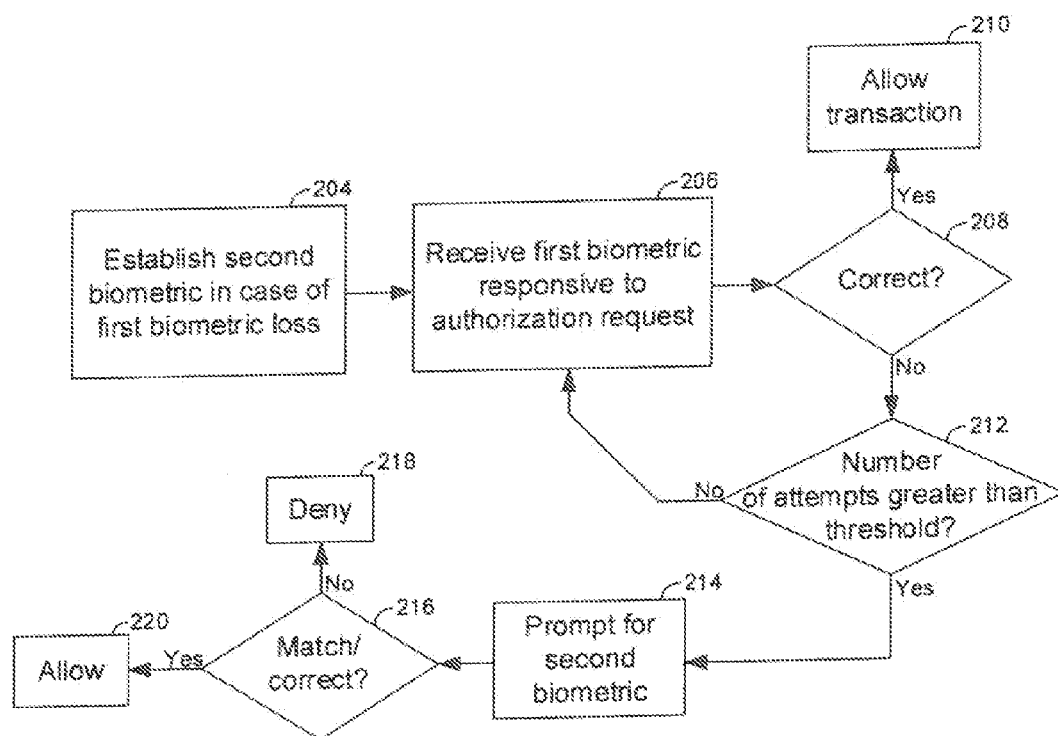 210
Allow
transaction
204
Establish second
biometric in case of
first biometric loss
206
Receive first biometric
responsive to
authorization request
Yes
208
Correct?
No
212
Number
of attempts greater than
threshold?
No
Yes
214
Prompt for
second
biometric
216
Match/
correct?
No
218
Deny
Yes
220
Allow